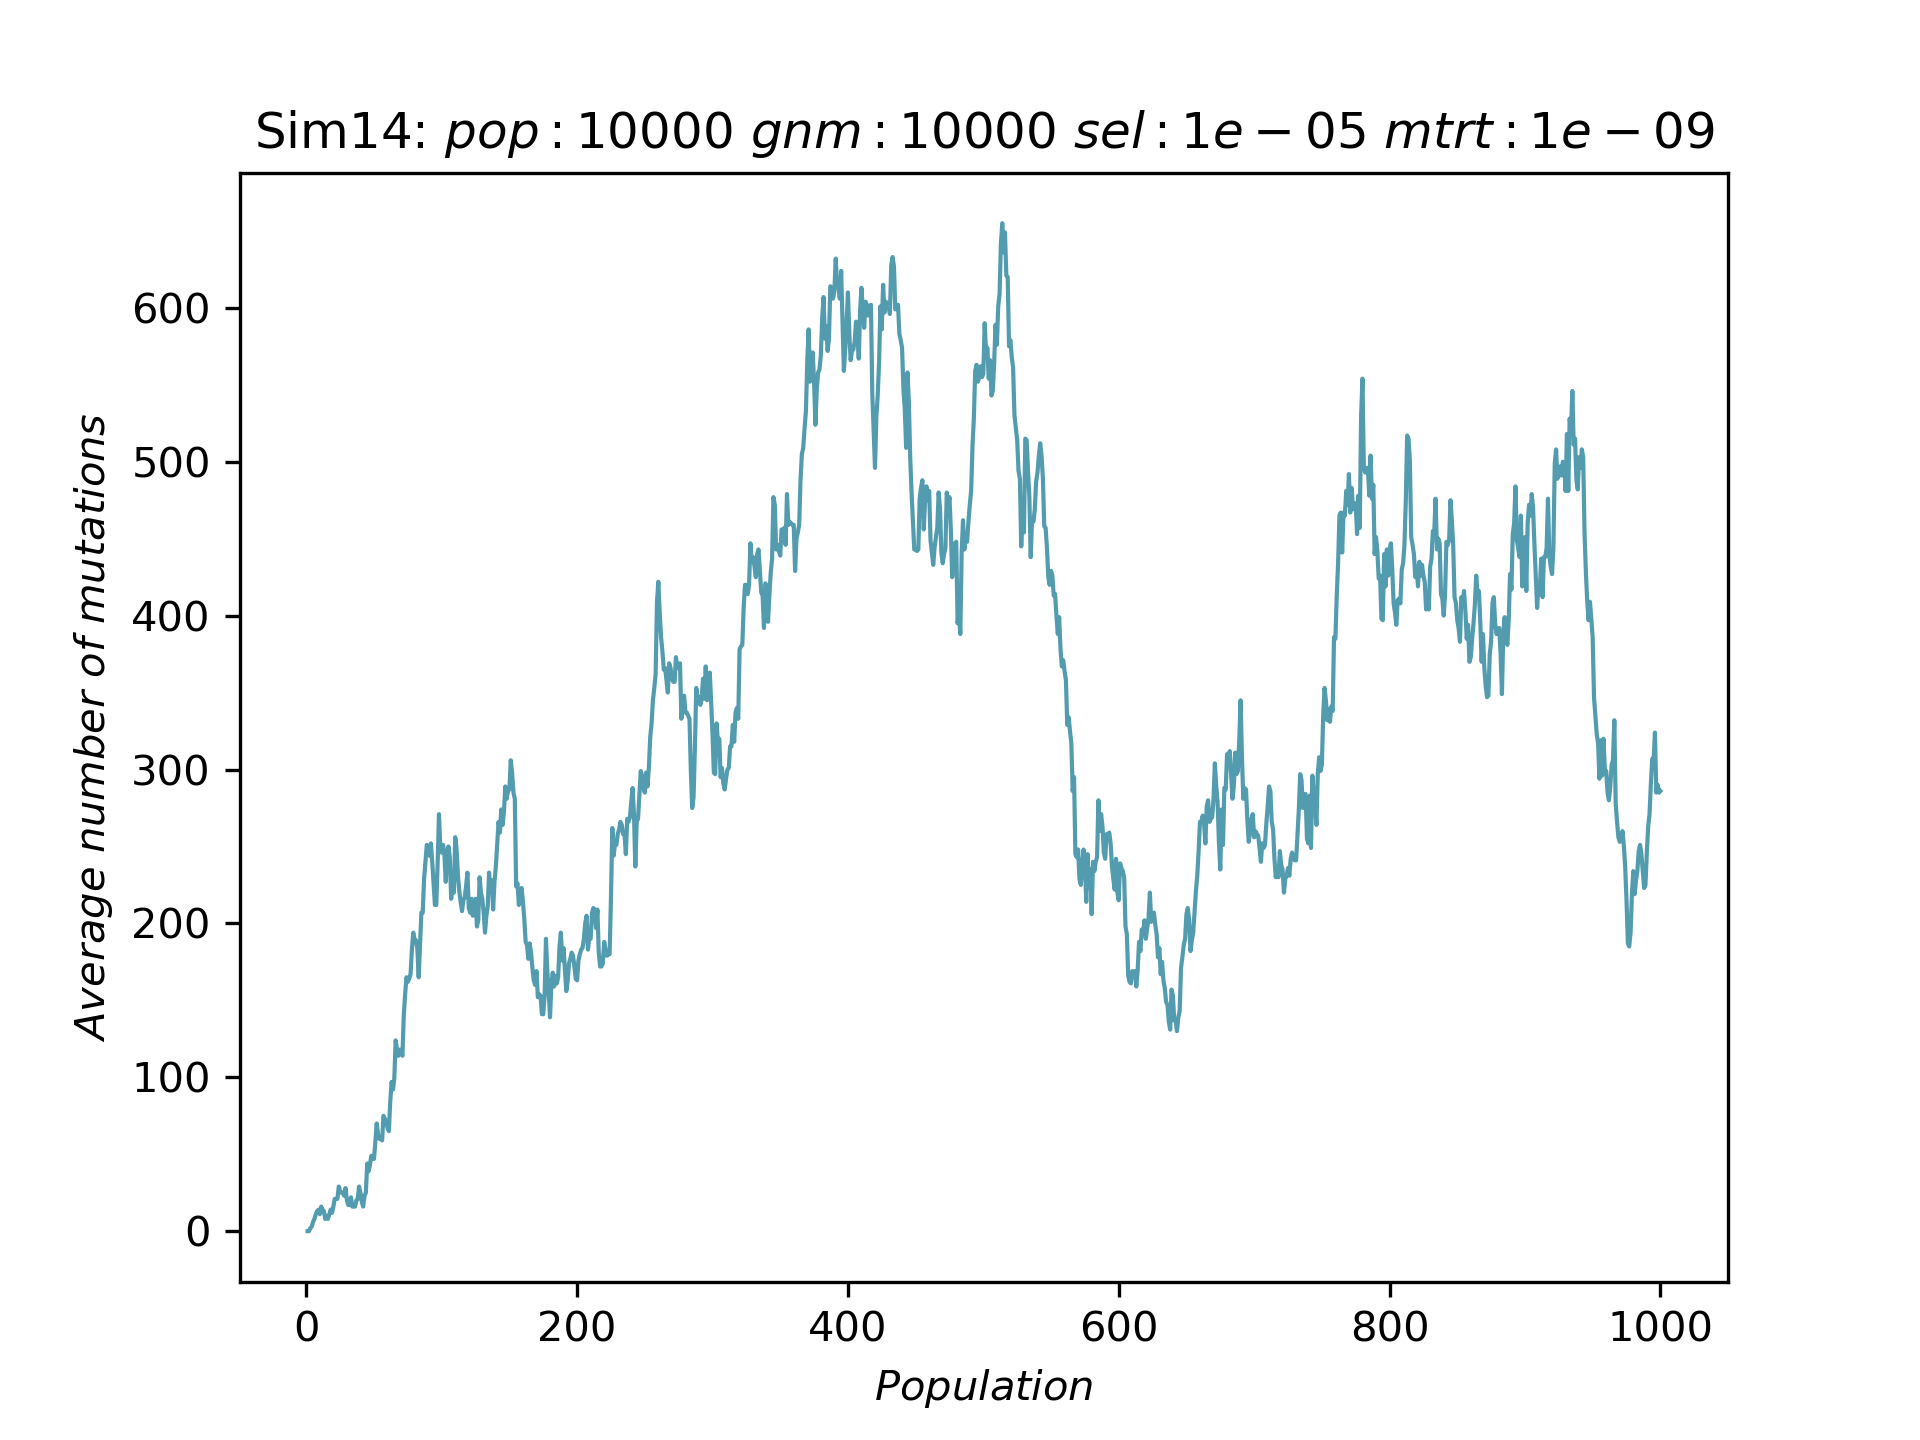 Sim14: pop : 10000 gnm : 10000 sel : 1e − 05 mtrt : 1e − 09
600
500
400
300
200
100
0
Average number of mutations
0 200 400 600 800 1000
Population